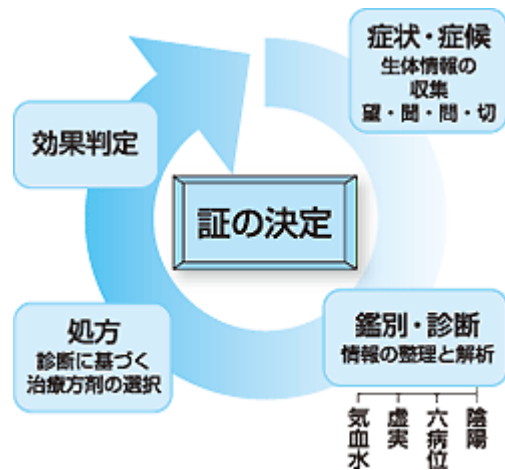 症状・症候
生体情報の
収集
望・聞・問・切
効果判定
証の決定
処方
診断に基づく
治療方剤の選択
鑑別・診断
情報の整理と解析
気血水
虚実
六病位
陰陽